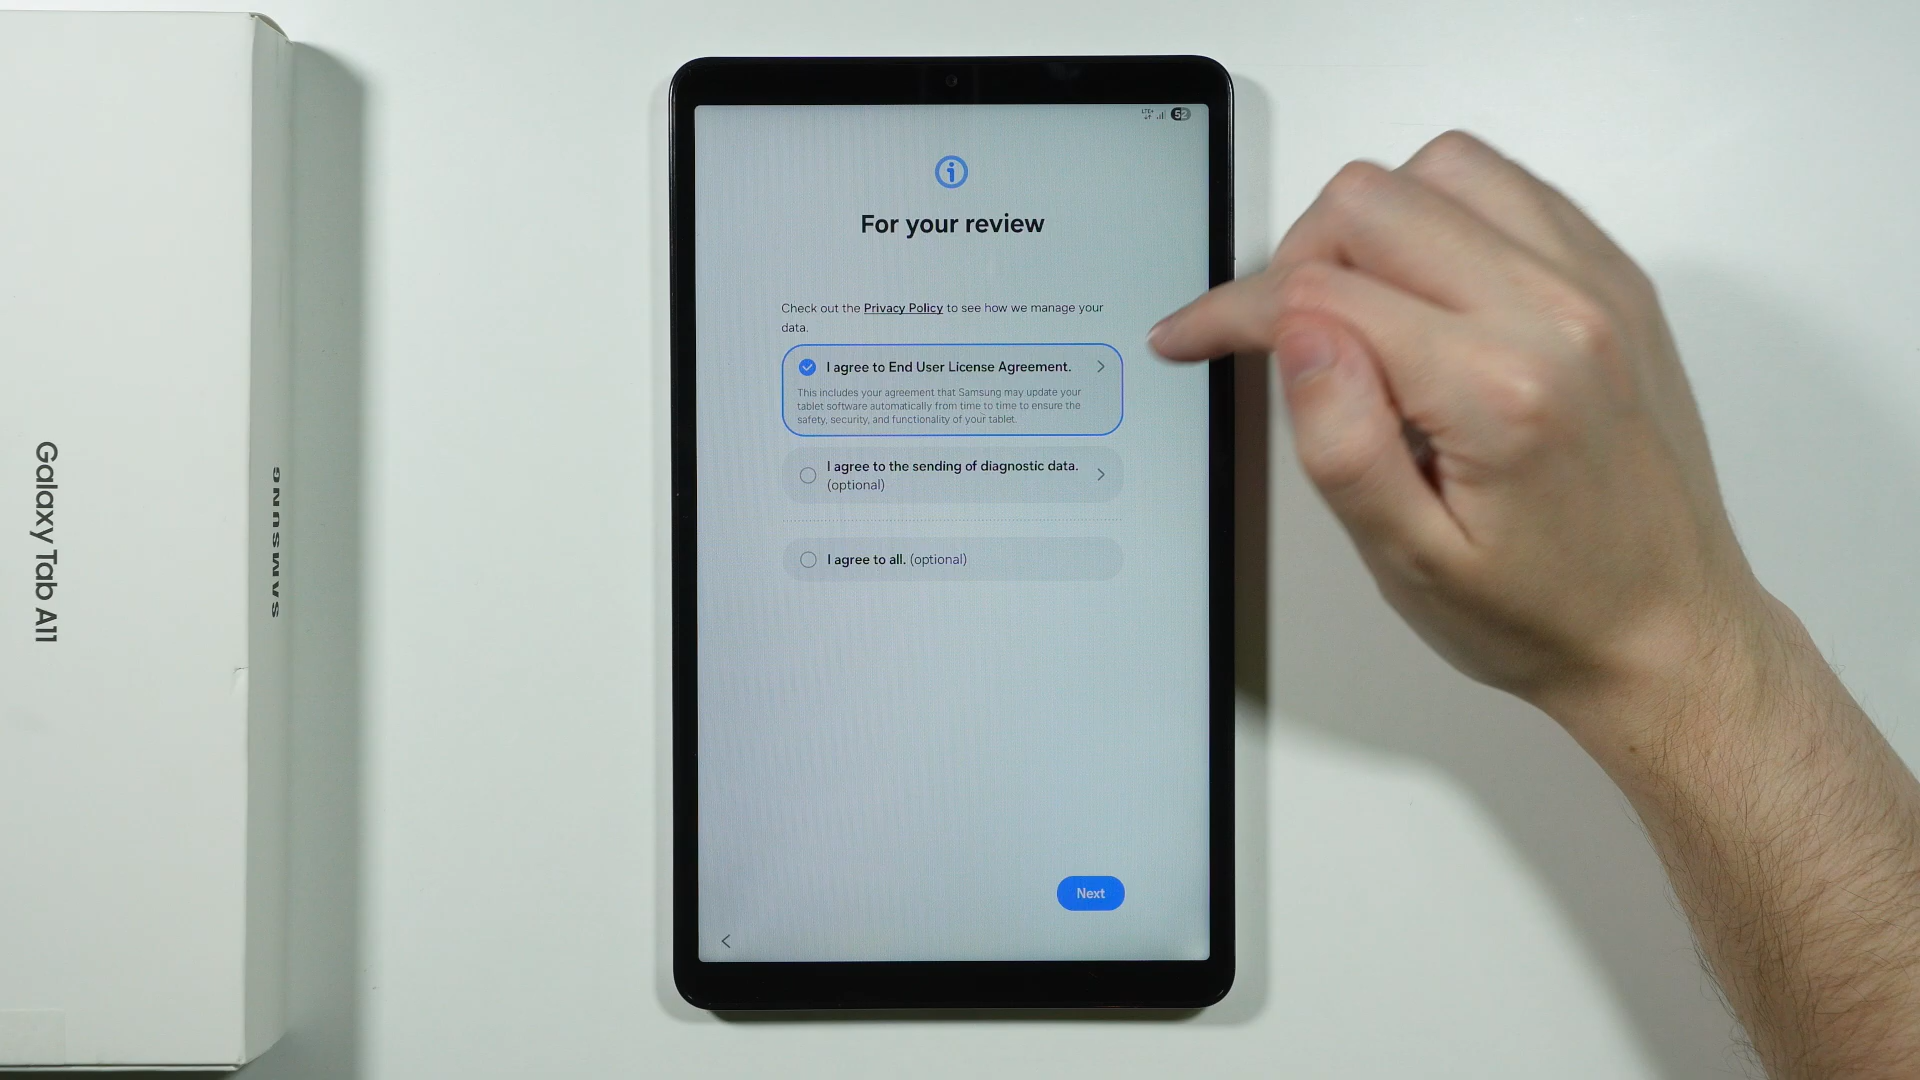 Galaxy Tab A11
SAMSUNG
LTE+
52
For your review
Check out the Privacy Policy to see how we manage your
data.
I agree to End User License Agreement.
This includes your agreement that Samsung may update your
tablet software automatically from time to time to ensure the
safety, security, and functionality of your tablet.
I agree to the sending of diagnostic data.
(optional)
I agree to all. (optional)
Next